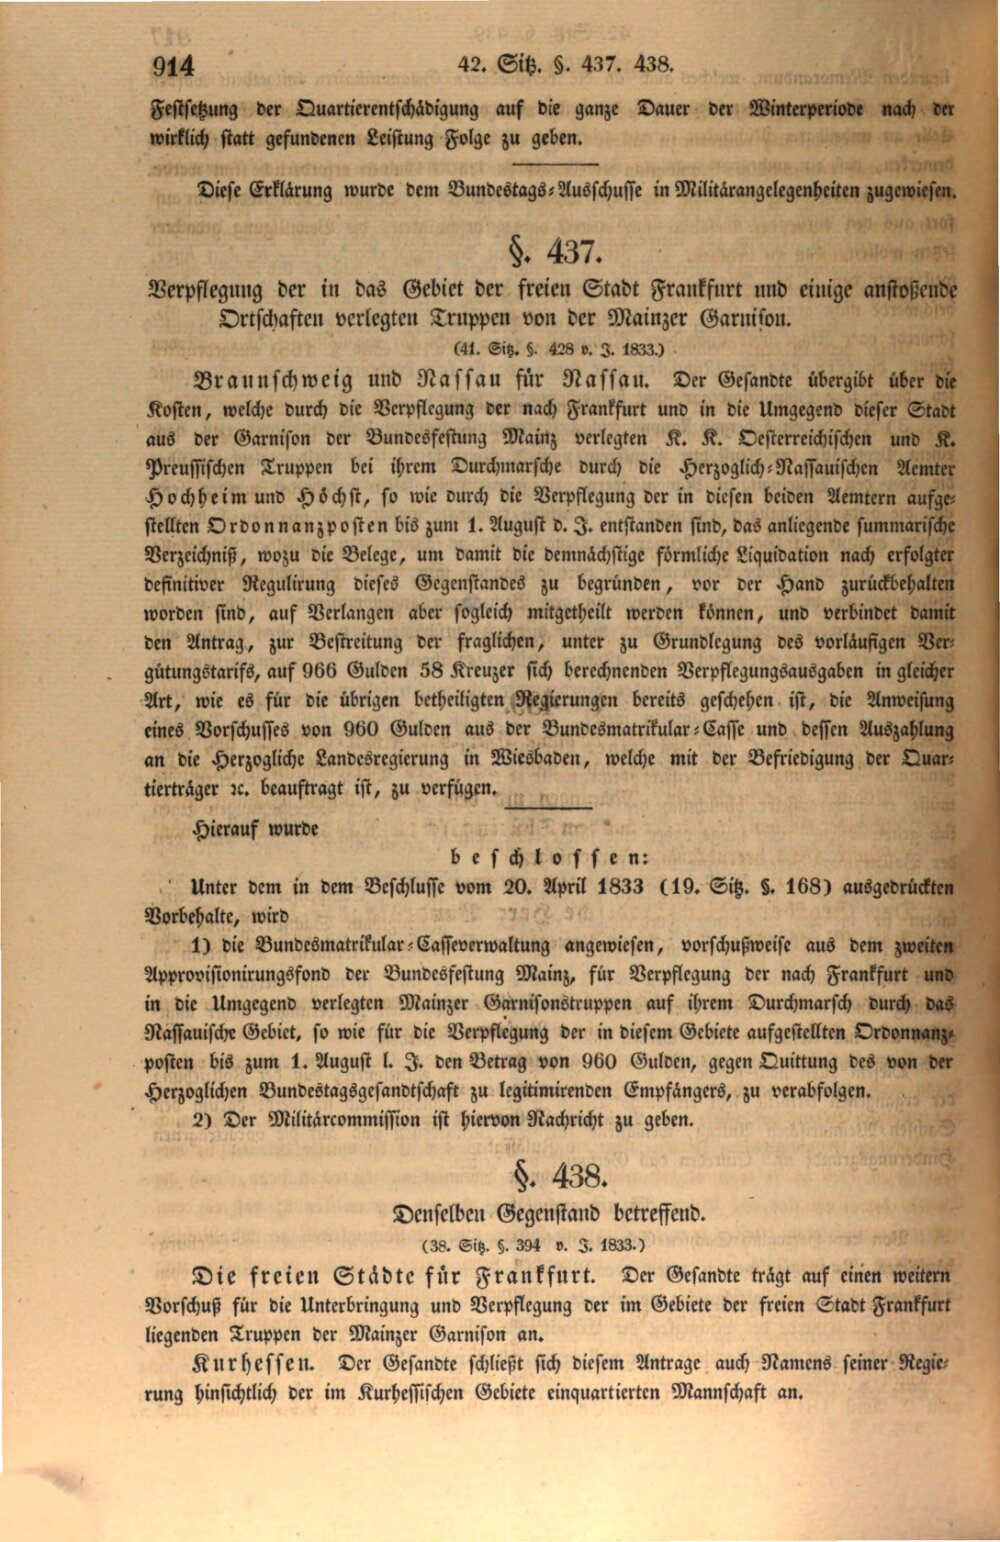 914
42. Sitz. §. 437. 438.
Festsetzung der Quartierentschädigung auf die ganze Dauer der Winterperiode nach der
wirklich statt gefundenen Leistung Folge zu geben.
Diese Erklärung wurde dem Bundestags-Ausschusse in Militärangelegenheiten zugewiesen.
§. 437.
Verpflegung der in das Gebiet der freien Stadt Frankfurt und einige anstoßende
Ortschaften verlegten Truppen von der Mainzer Garnison.
(41. Sitz. §. 428 v. J. 1833.)
Braunschweig und Nassau für Nassau. Der Gesandte übergibt über die
Kosten, welche durch die Verpflegung der nach Frankfurt und in die Umgegend dieser Stadt
aus der Garnison der Bundesfestung Mainz verlegten K. K. Oesterreichischen und K.
Preussischen Truppen bei ihrem Durchmarsche durch die Herzoglich-Nassauischen Aemter
Hochheim und Höchst, so wie durch die Verpflegung der in diesen beiden Aemtern aufge-
stellten Ordonnanzposten bis zum 1. August d. J. entstanden sind, das anliegende summarische
Verzeichniß, wozu die Belege, um damit die demnächstige förmliche Liquidation nach erfolgter
definitiver Regulirung dieses Gegenstandes zu begründen, vor der Hand zurückbehalten
worden sind, auf Verlangen aber sogleich mitgetheilt werden können, und verbindet damit
den Antrag, zur Bestreitung der fraglichen, unter zu Grundlegung des vorläufigen Ver-
gütungstarifs, auf 966 Gulden 58 Kreuzer sich berechnenden Verpflegungsausgaben in gleicher
Art, wie es für die übrigen betheiligten Regierungen bereits geschehen ist, die Anweisung
eines Vorschusses von 960 Gulden aus der Bundesmatrikular-Casse und dessen Auszahlung
an die Herzogliche Landesregierung in Wiesbaden, welche mit der Befriedigung der Quar-
tierträger ꝛc. beauftragt ist, zu verfügen.
Hierauf wurde
beschlossen:
Unter dem in dem Beschlusse vom 20. April 1833 (19. Sitz. §. 168) ausgedrückten
Vorbehalte, wird
1) die Bundesmatrikular-Casseverwaltung angewiesen, vorschußweise aus dem zweiten
Approvisionirungsfond der Bundesfestung Mainz, für Verpflegung der nach Frankfurt und
in die Umgegend verlegten Mainzer Garnisonstruppen auf ihrem Durchmarsch durch das
Nassauische Gebiet, so wie für die Verpflegung der in diesem Gebiete aufgestellten Ordonnanz-
posten bis zum 1. August l. J. den Betrag von 960 Gulden, gegen Quittung des von der
Herzoglichen Bundestagsgesandtschaft zu legitimirenden Empfängers, zu verabfolgen.
2) Der Militärcommission ist hiervon Nachricht zu geben.
§. 438.
Denselben Gegenstand betreffend.
(38. Sitz. §. 394 v. J. 1833.)
Die freien Städte für Frankfurt. Der Gesandte trägt auf einen weitern
Vorschuß für die Unterbringung und Verpflegung der im Gebiete der freien Stadt Frankfurt
liegenden Truppen der Mainzer Garnison an.
Kurhessen. Der Gesandte schließt sich diesem Antrage auch Namens seiner Regie-
rung hinsichtlich der im Kurhessischen Gebiete einquartierten Mannschaft an.